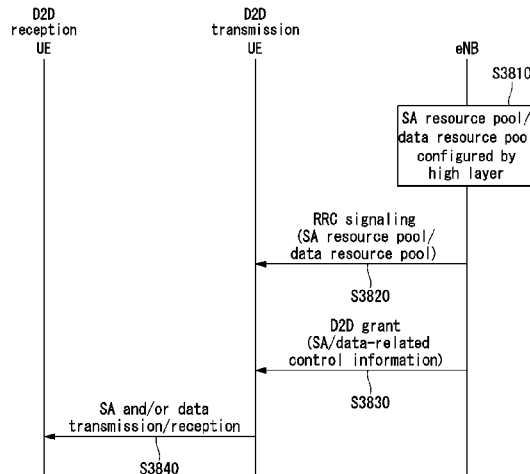 D2D
reception
UE
D2D
transmission
UE
eNB
S3810
SA resource pool/
data resource poo
configured by
high layer
RRC signaling
(SA resource pool/
data resource pool)
S3820
D2D grant
(SA/data-related
control information)
S3830
SA and/or data
transmission/reception
S3840